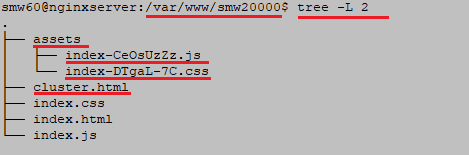 smw60@nginxserver:/var/www/smw20000$ tree -L 2
.
├── assets
│   ├── index-CeOsUzZz.js
│   └── index-DTgaL-7C.css
├── cluster.html
├── index.css
├── index.html
└── index.js